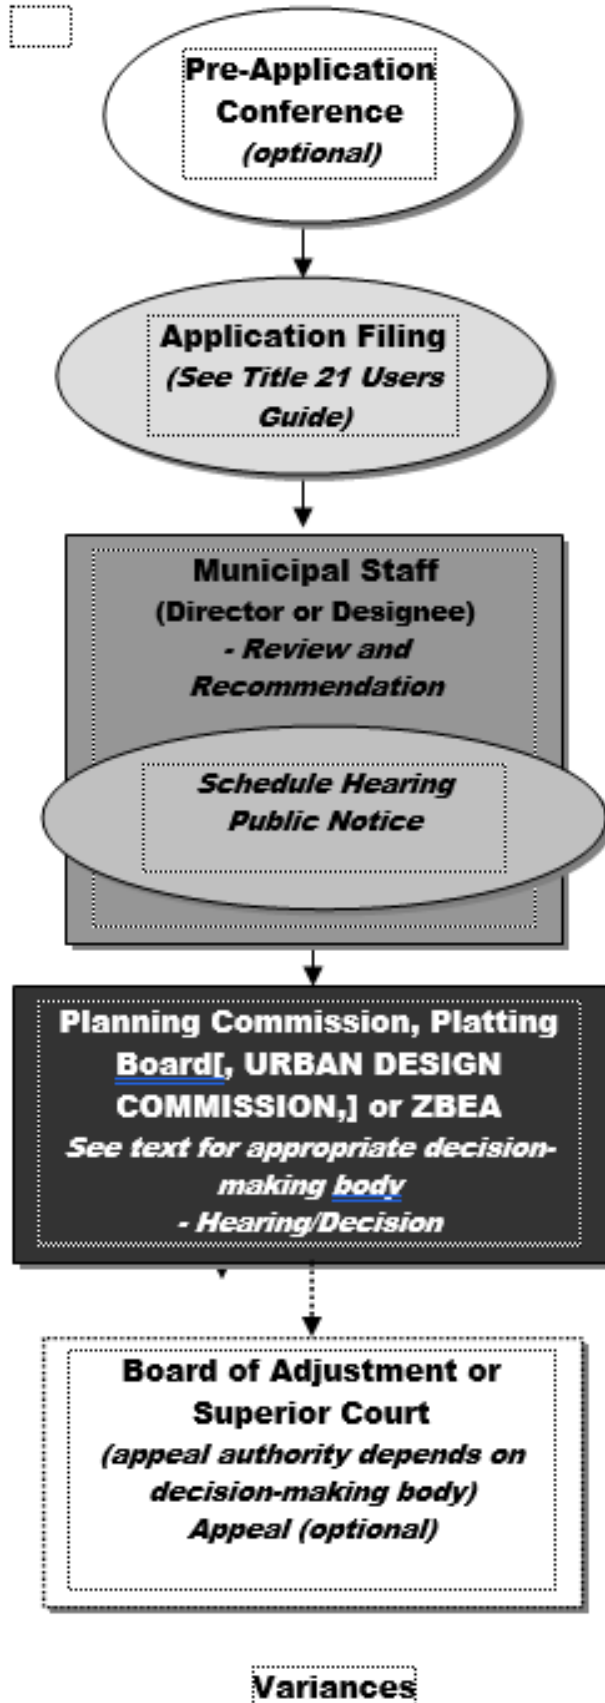 Pre-Application
Conference
(optional)
Application Filing
(See Title 21 Users
Guide)
Municipal Staff
(Director or Designee)
- Review and
Recommendation
Schedule Hearing
Public Notice
Planning Commission, Platting
Board[, URBAN DESIGN
COMMISSION,] or ZBEA
See text for appropriate decision-
making body
- Hearing/Decision
Board of Adjustment or
Superior Court
(appeal authority depends on
decision-making body)
Appeal (optional)
Variances